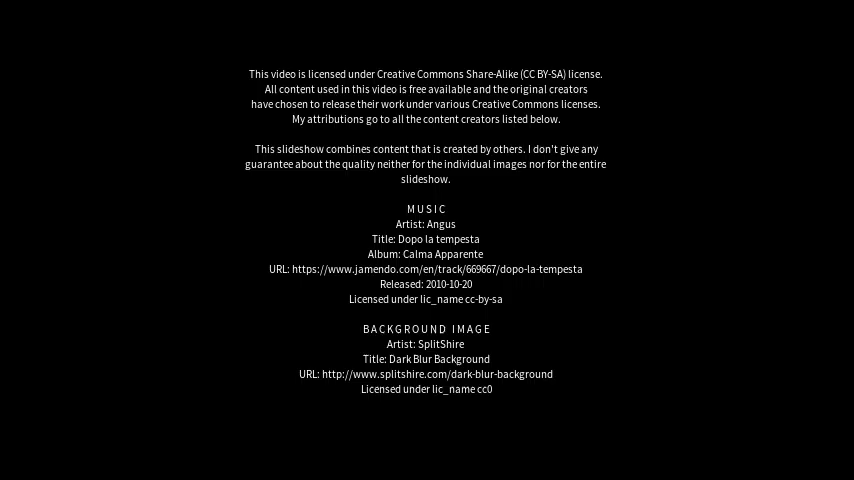 This video is licensed under Creative Commons Share-Alike (CC BY-SA) license.
All content used in this video is free available and the original creators
have chosen to release their work under various Creative Commons licenses.
My attributions go to all the content creators listed below.
This slideshow combines content that is created by others. I don't give any
guarantee about the quality neither for the individual images nor for the entire
slideshow.
MUSIC
Artist: Angus
Title: Dopo la tempesta
Album: Calma Apparente
URL: https://www.jamendo.com/en/track/669667/dopo-la-tempesta
Released: 2010-10-20
Licensed under lic_name cc-by-sa
BACKGROUND IMAGE
Artist: SplitShire
Title: Dark Blur Background
URL: http://www.splitshire.com/dark-blur-background
Licensed under lic_name cc0